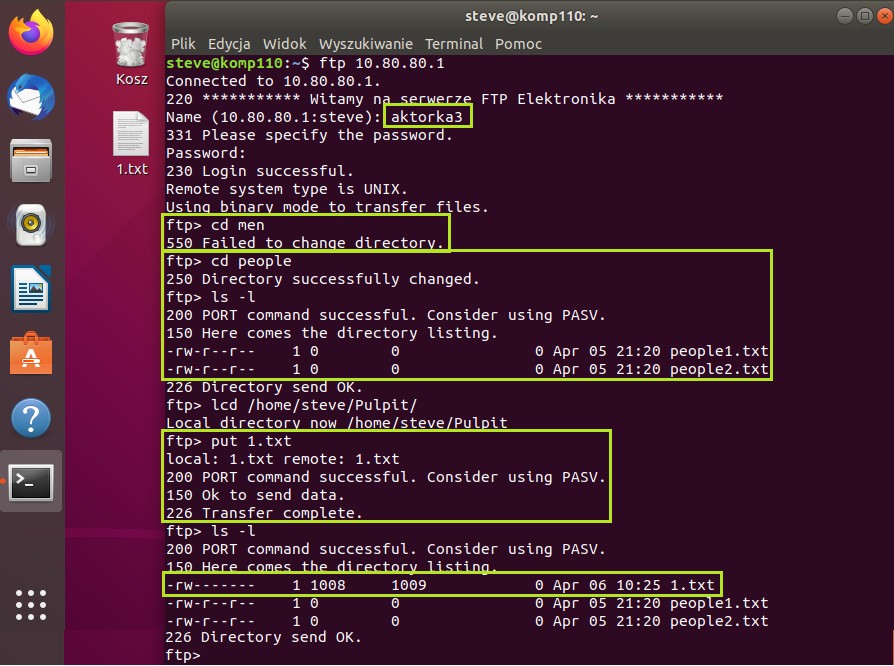 steve@komp110: ~
Plik Edycja Widok Wyszukiwanie Terminal Pomoc
Kosz
1.txt
steve@komp110:~$ ftp 10.80.80.1
Connected to 10.80.80.1.
220 *********** Witamy na serwerze FTP Elektronika ***********
Name (10.80.80.1:steve): aktorka3
331 Please specify the password.
Password:
230 Login successful.
Remote system type is UNIX.
Using binary mode to transfer files.
ftp> cd men
550 Failed to change directory.
ftp> cd people
250 Directory successfully changed.
ftp> ls -l
200 PORT command successful. Consider using PASV.
150 Here comes the directory listing.
-rw-r--r--    1 0        0               0 Apr 05 21:20 people1.txt
-rw-r--r--    1 0        0               0 Apr 05 21:20 people2.txt
226 Directory send OK.
ftp> lcd /home/steve/Pulpit/
Local directory now /home/steve/Pulpit
ftp> put 1.txt
local: 1.txt remote: 1.txt
200 PORT command successful. Consider using PASV.
150 Ok to send data.
226 Transfer complete.
ftp> ls -l
200 PORT command successful. Consider using PASV.
150 Here comes the directory listing.
-rw-------    1 1008     1009            0 Apr 06 10:25 1.txt
-rw-r--r--    1 0        0               0 Apr 05 21:20 people1.txt
-rw-r--r--    1 0        0               0 Apr 05 21:20 people2.txt
226 Directory send OK.
ftp>